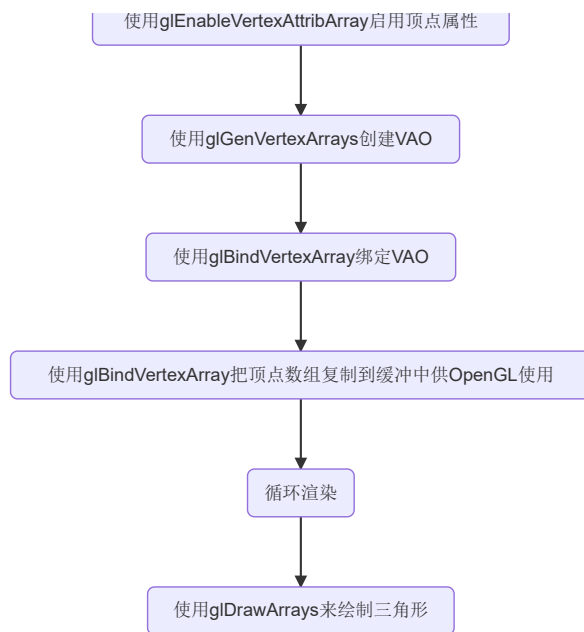 使用glEnableVertexAttribArray启用顶点属性
使用glGenVertexArrays创建VAO
使用glBindVertexArray绑定VAO
使用glBindVertexArray把顶点数组复制到缓冲中供OpenGL使用
循环渲染
使用glDrawArrays来绘制三角形